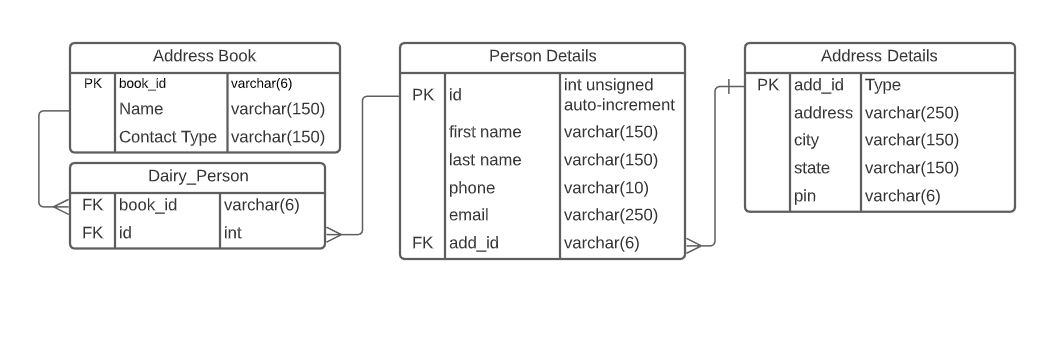 Address Book
PK book_id varchar(6)
Name varchar(150)
Contact Type varchar(150)
Dairy_Person
FK book_id varchar(6)
FK id int
Person Details
PK id int unsigned
auto-increment
first name varchar(150)
last name varchar(150)
phone varchar(10)
email varchar(250)
FK add_id varchar(6)
Address Details
PK add_id Type
address varchar(250)
city varchar(150)
state varchar(150)
pin varchar(6)